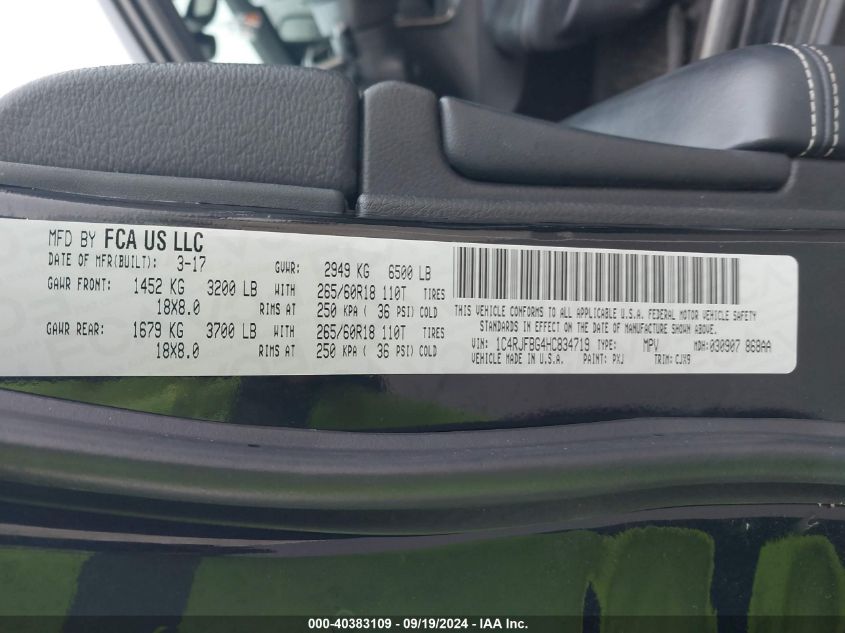 MFD BY FCA US LLC
DATE OF MFR(BUILT): 3-17 GVWR: 2949 KG 6500 LB
GAWR FRONT: 1452 KG 3200 LB WITH 265/60R18 110T TIRES
18X8.0 RIMS AT 250 KPA ( 36 PSI) COLD
GAWR REAR: 1679 KG 3700 LB WITH 265/60R18 110T TIRES
18X8.0 RIMS AT 250 KPA ( 36 PSI) COLD
THIS VEHICLE CONFORMS TO ALL APPLICABLE U.S.A. FEDERAL MOTOR VEHICLE SAFETY
STANDARDS IN EFFECT ON THE DATE OF MANUFACTURE SHOWN ABOVE.
VIN: 1C4RJFBG4HC834719 TYPE: MPV MDH: 030907 868AA
VEHICLE MADE IN U.S.A. PAINT: PXJ TRIM: CJX9
000-40383109 - 09/19/2024 - IAA Inc.